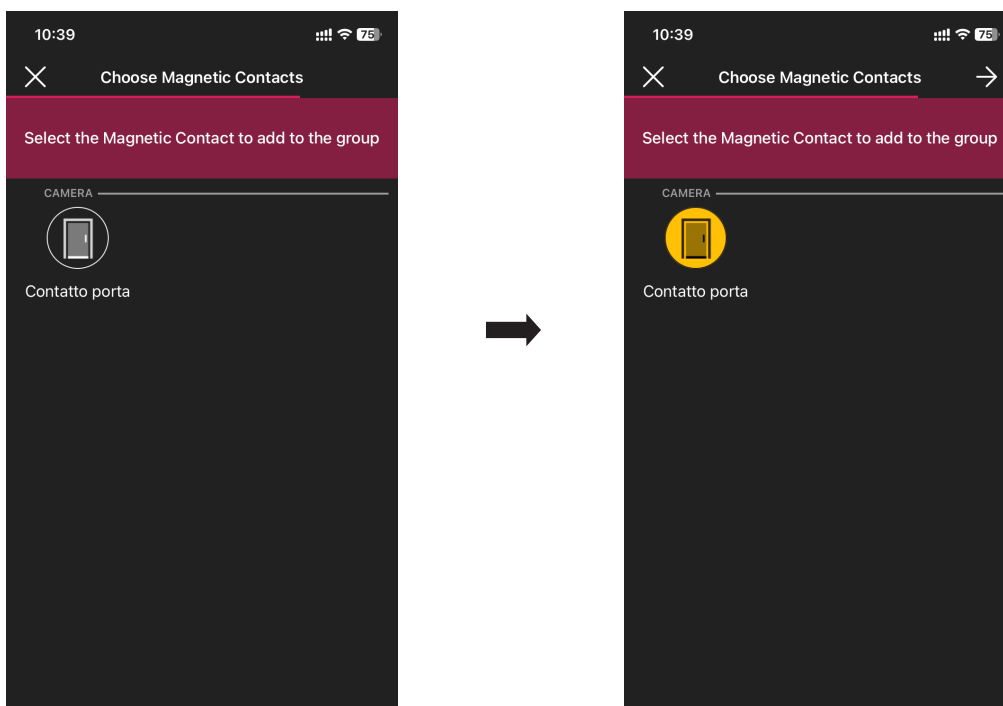 10:39
75
Choose Magnetic Contacts
Select the Magnetic Contact to add to the group
CAMERA
Contatto porta
10:39
75
Choose Magnetic Contacts
Select the Magnetic Contact to add to the group
CAMERA
Contatto porta